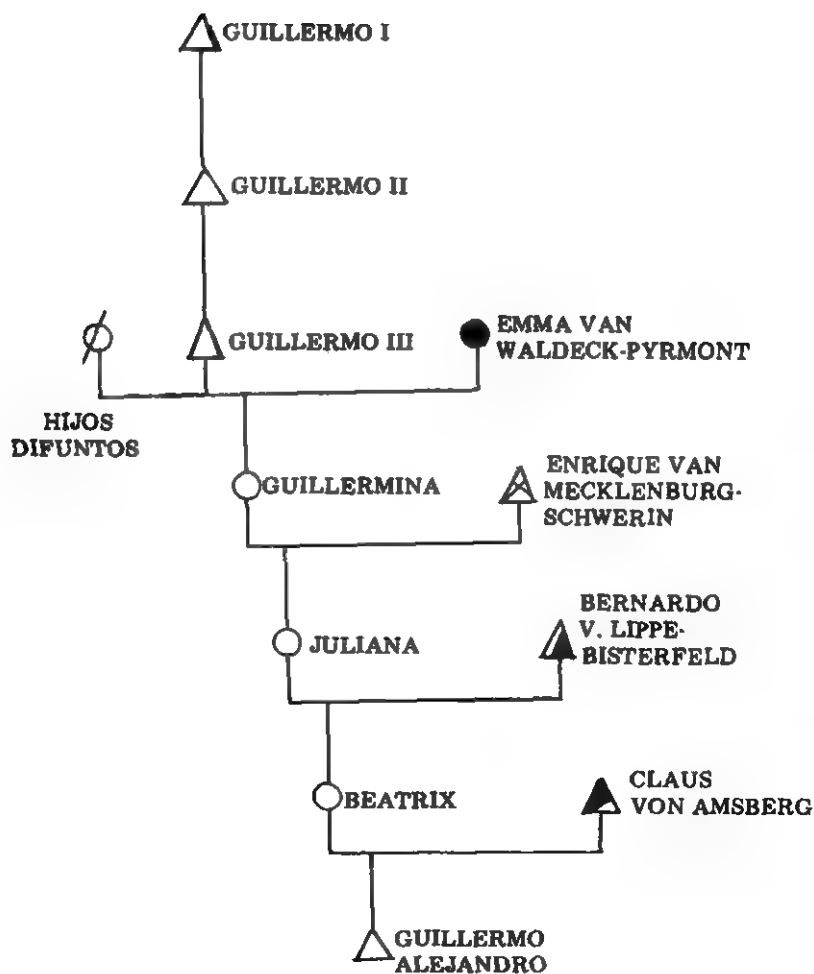 GUILLERMO I
GUILLERMO II
GUILLERMO III
EMMA VAN
WALDECK-PYRMONT
HIJOS
DIFUNTOS
GUILLERMINA
ENRIQUE VAN
MECKLENBURG-
SCHWERIN
JULIANA
BERNARDO
V. LIPPE-
BISTERFELD
BEATRIX
CLAUS
VON AMSBERG
GUILLERMO
ALEJANDRO